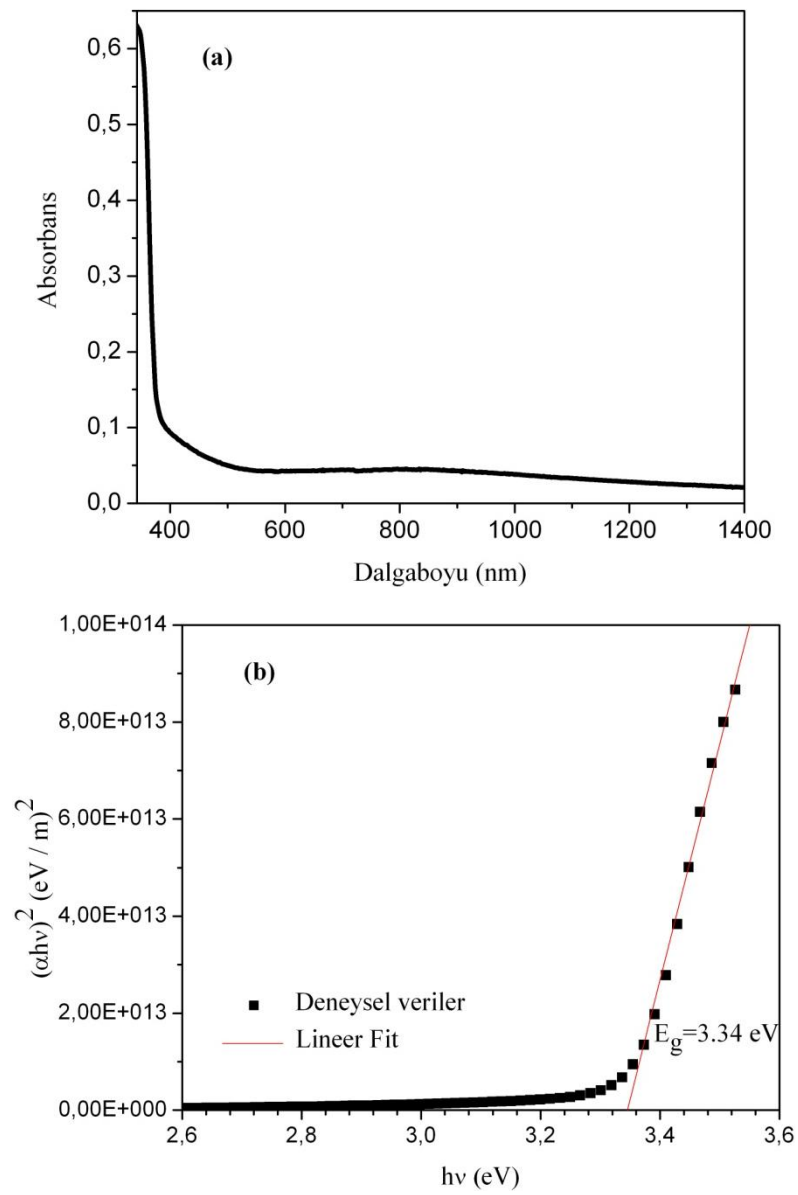 (a)
0,6
0,5
0,4
0,3
0,2
0,1
0,0
Absorbans
400 600 800 1000 1200 1400
Dalgaboyu (nm)
(b)
1,00E+014
8,00E+013
6,00E+013
4,00E+013
2,00E+013
0,00E+000
(αhν)² (eV / m)²
Deneysel veriler
Lineer Fit
E_g=3.34 eV
2,6 2,8 3,0 3,2 3,4 3,6
hν (eV)